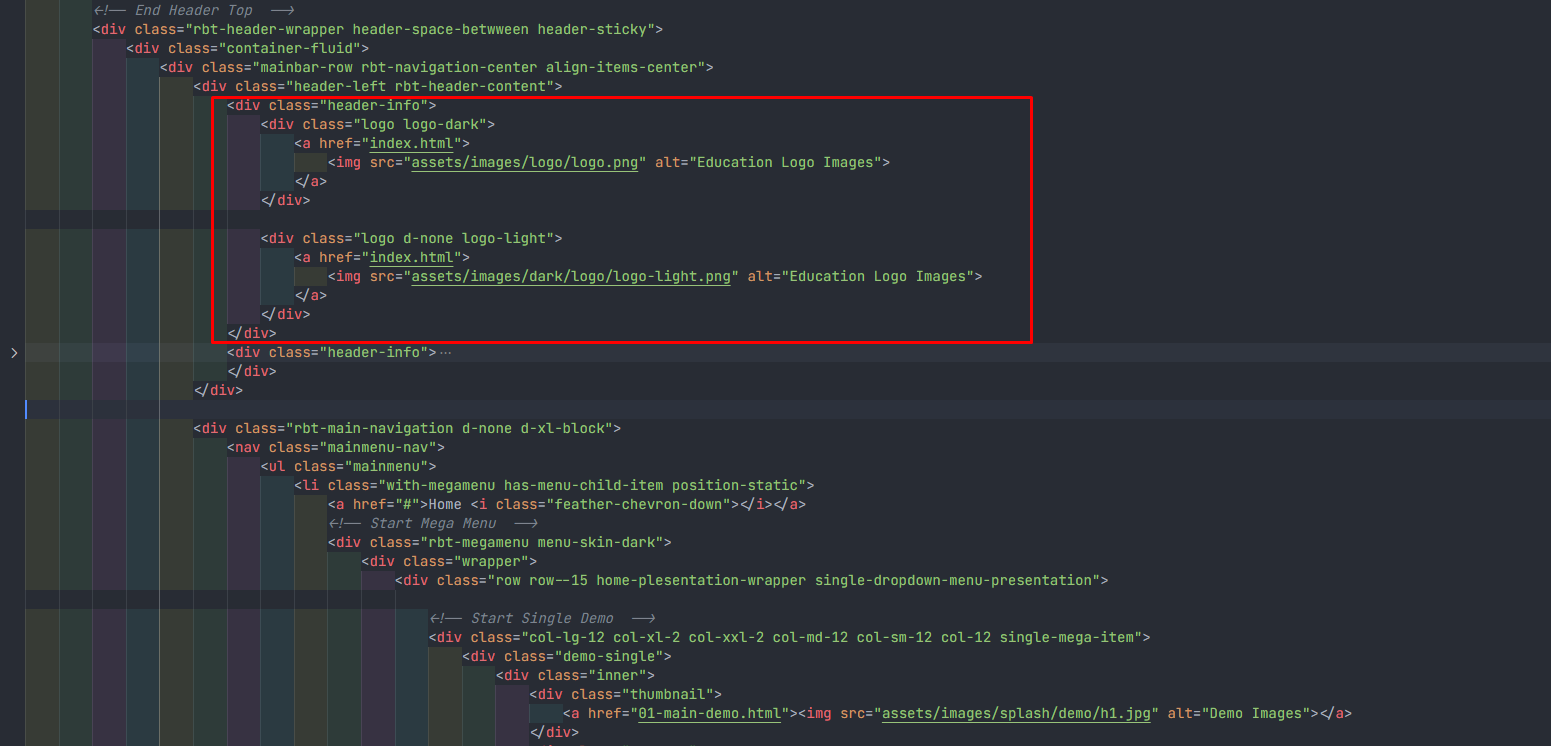 <!-- End Header Top  -->
<div class="rbt-header-wrapper header-space-betwween header-sticky">
<div class="container-fluid">
<div class="mainbar-row rbt-navigation-center align-items-center">
<div class="header-left rbt-header-content">
<div class="header-info">
<div class="logo logo-dark">
<a href="index.html">
<img src="assets/images/logo/logo.png" alt="Education Logo Images">
</a>
</div>
<div class="logo d-none logo-light">
<a href="index.html">
<img src="assets/images/dark/logo/logo-light.png" alt="Education Logo Images">
</a>
</div>
</div>
<div class="header-info">…
</div>
</div>
<div class="rbt-main-navigation d-none d-xl-block">
<nav class="mainmenu-nav">
<ul class="mainmenu">
<li class="with-megamenu has-menu-child-item position-static">
<a href="#">Home <i class="feather-chevron-down"></i></a>
<!-- Start Mega Menu  -->
<div class="rbt-megamenu menu-skin-dark">
<div class="wrapper">
<div class="row row--15 home-plesentation-wrapper single-dropdown-menu-presentation">
<!-- Start Single Demo  -->
<div class="col-lg-12 col-xl-2 col-xxl-2 col-md-12 col-sm-12 col-12 single-mega-item">
<div class="demo-single">
<div class="inner">
<div class="thumbnail">
<a href="01-main-demo.html"><img src="assets/images/splash/demo/h1.jpg" alt="Demo Images"></a>
</div>